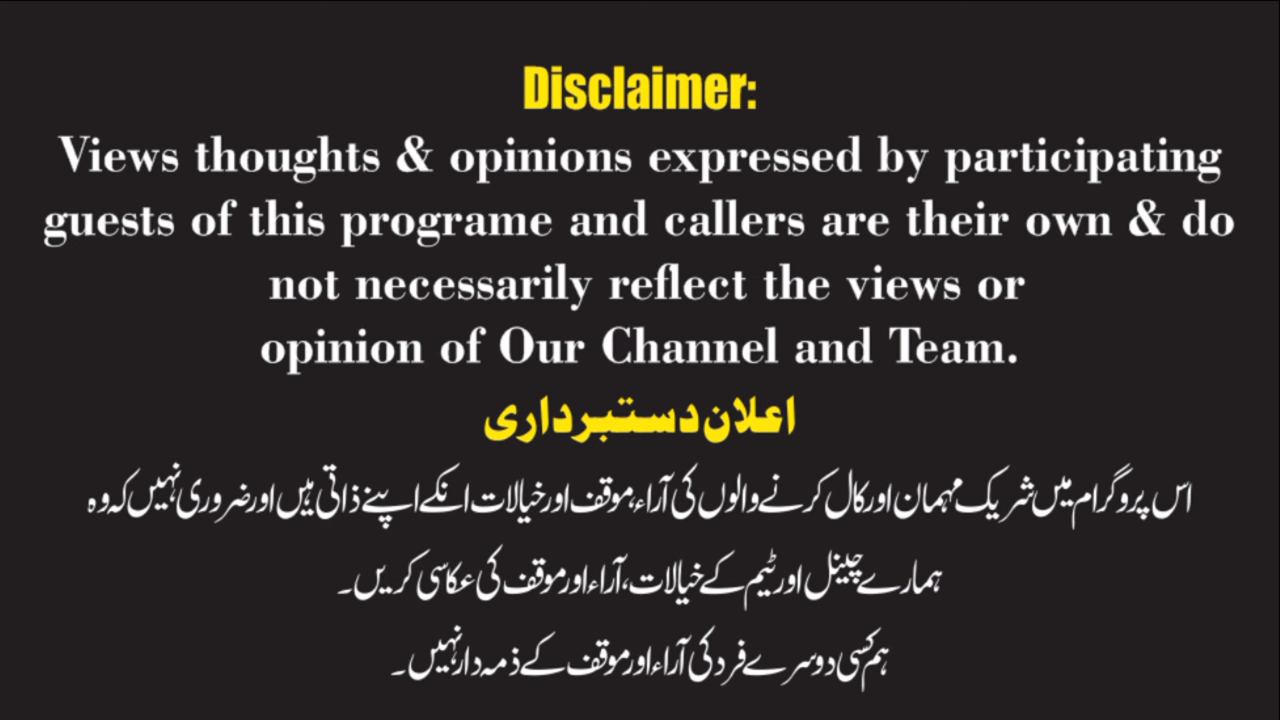 Disclaimer:
Views thoughts & opinions expressed by participating
guests of this programe and callers are their own & do
not necessarily reflect the views or
opinion of Our Channel and Team.
اعلان دستبرداری
اس پروگرام میں شریک مہمان اور کال کرنے والوں کی آراء، موقف اور خیالات انکے اپنے ذاتی ہیں اور ضروری نہیں کہ وہ
ہمارے چینل اور ٹیم کے خیالات، آراء اور موقف کی عکاسی کریں۔
ہم کسی دوسرے فرد کی آراء اور موقف کے ذمہ دار نہیں۔